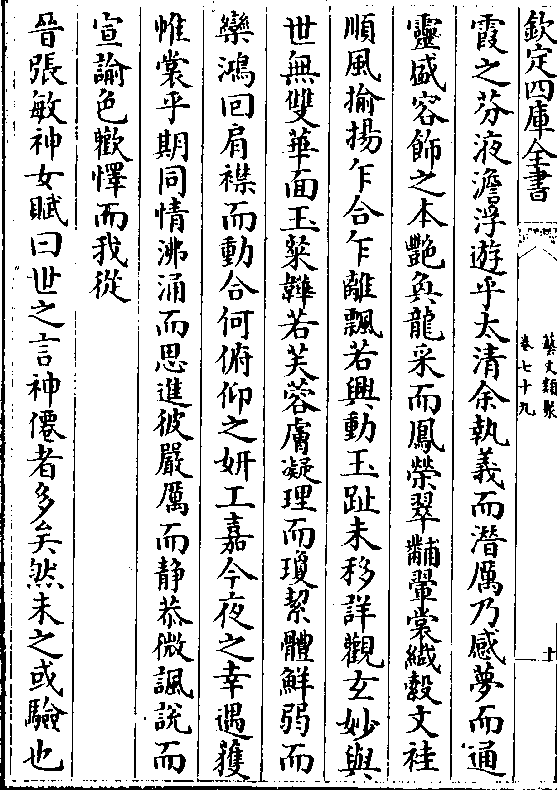 欽定四庫全書
藝文類聚
卷七十九
十
霞之芬液澹浮遊乎太清余執義而潛厲乃感夢而通
靈盛容飾之本艷奐龍采而鳳榮翠黼翬裳纎縠文袿
順風揄揚乍合乍離飄若興動玉趾未移詳觀玄妙與
世無雙華面玉粲韡若芙蓉膚凝理而瓊絜體鮮弱而
欒鴻回肩襟而動合何俯仰之妍工嘉今夜之幸遇獲
帷裳乎期同情沸涌而思進彼嚴厲而静恭微諷說而
宣諭色歡懌而我從
晉張敏神女賦曰世之言神僊者多矣然未之或驗也